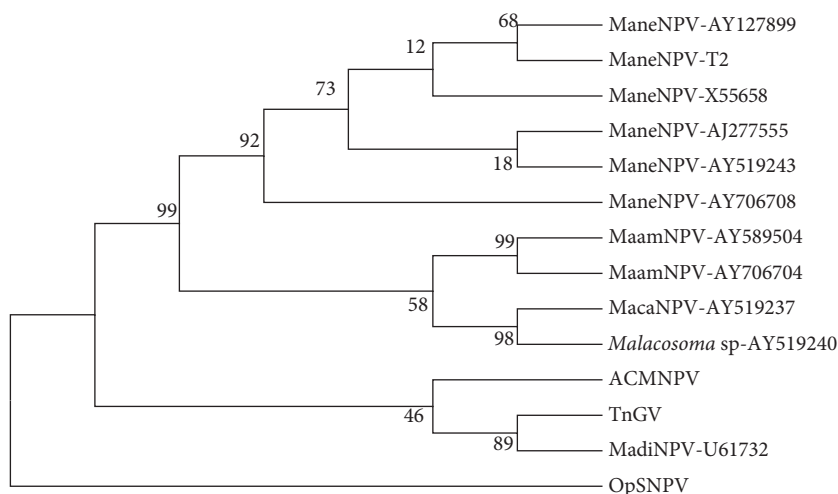 68
ManeNPV-AY127899
12
ManeNPV-T2
73
ManeNPV-X55658
92
ManeNPV-AJ277555
18
ManeNPV-AY519243
99
ManeNPV-AY706708
99
MaamNPV-AY589504
MaamNPV-AY706704
58
MacaNPV-AY519237
98
Malacosoma sp-AY519240
ACMNPV
46
TnGV
89
MadiNPV-U61732
OpSNPV